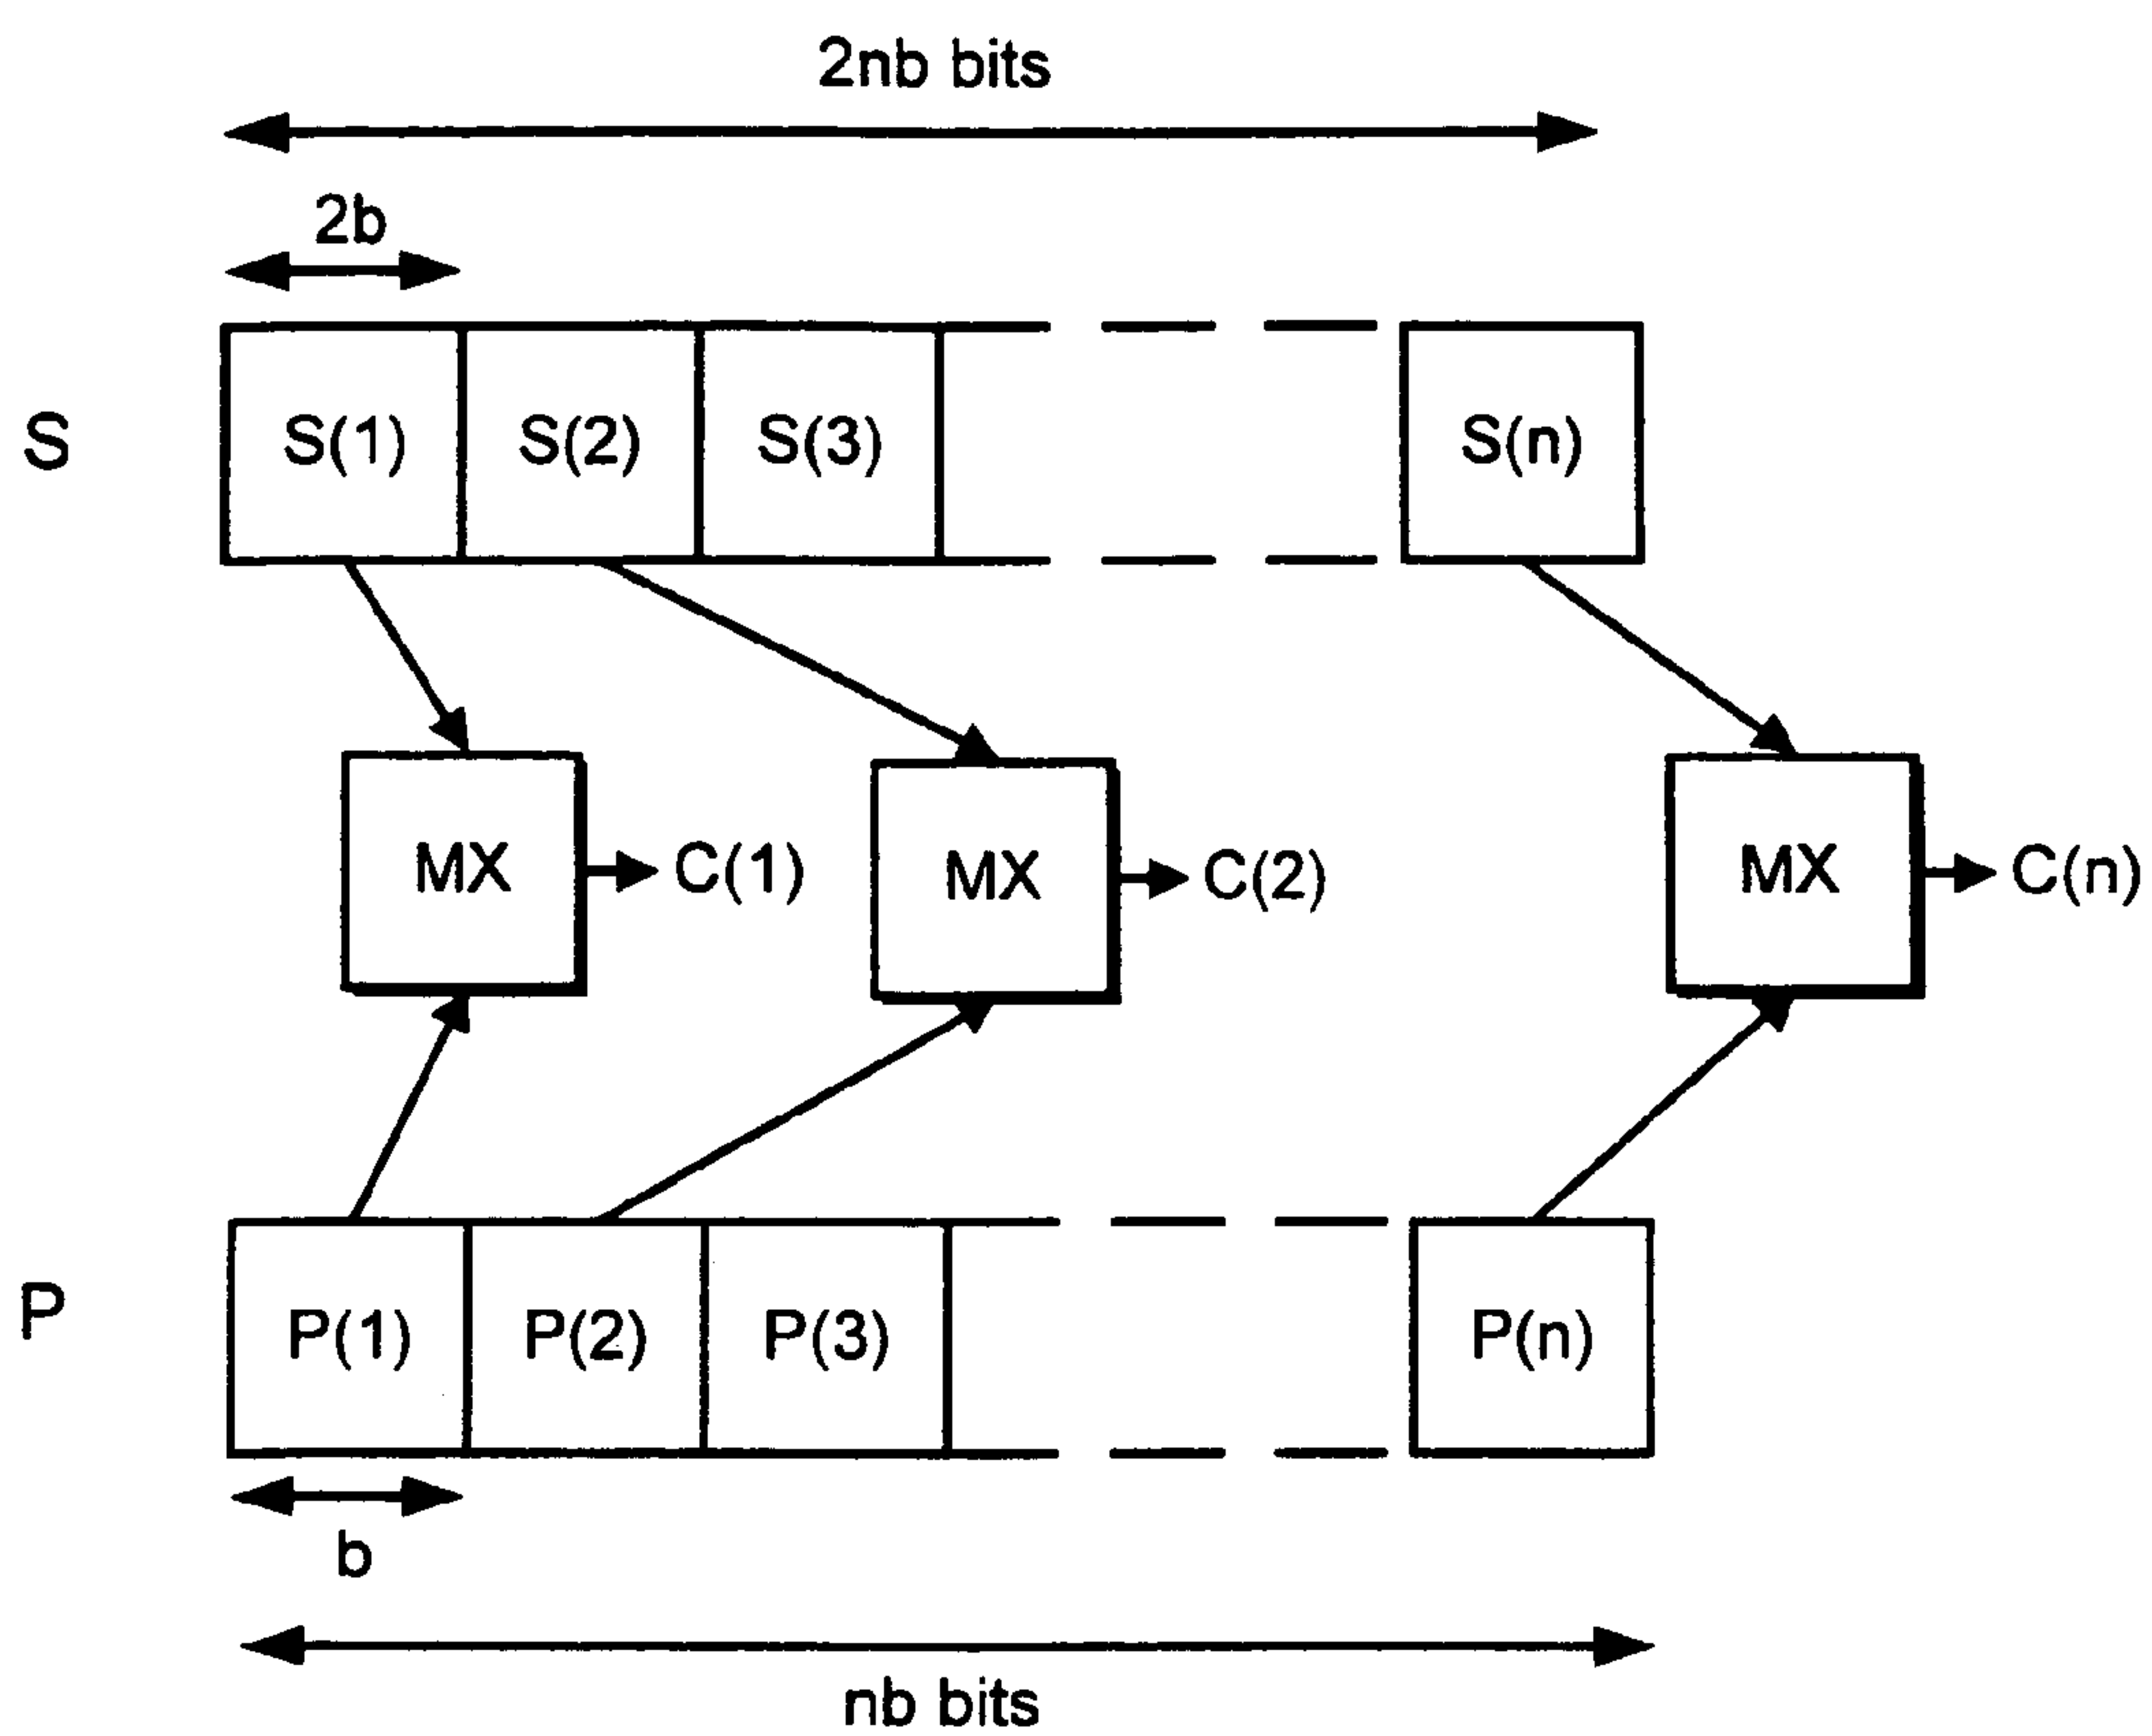 2nb bits
2b
S S(1) S(2) S(3) S(n)
MX C(1) MX C(2) MX C(n)
P P(1) P(2) P(3) P(n)
b
nb bits